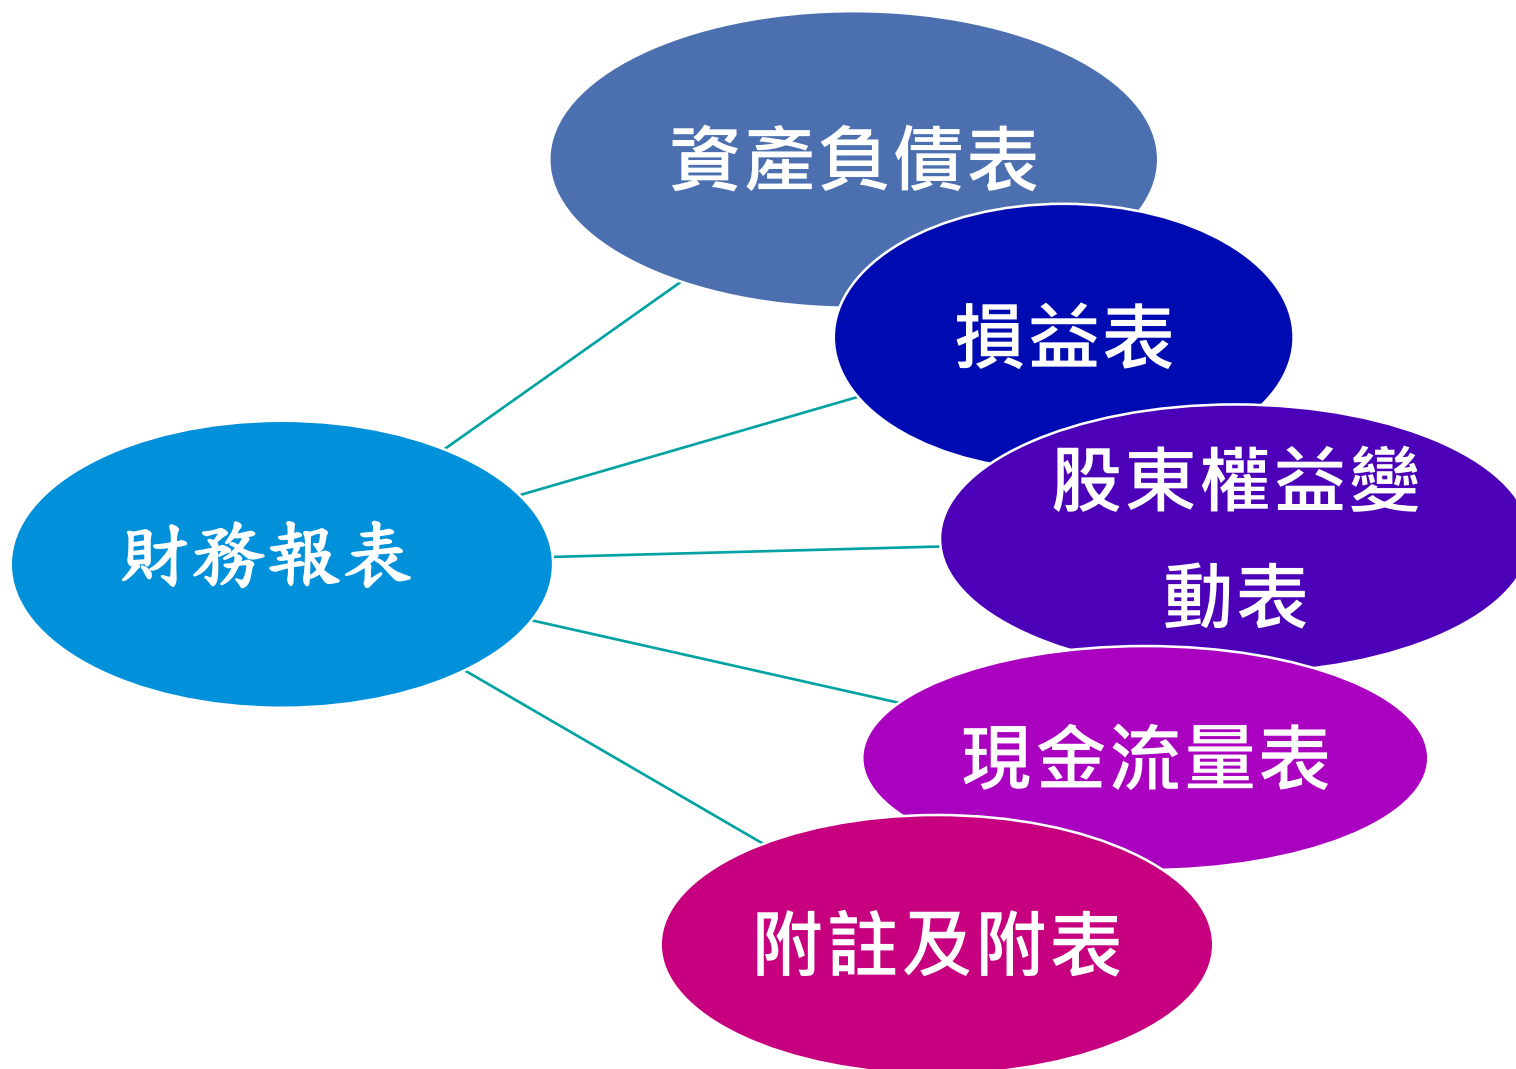 財務報表
資產負債表
損益表
股東權益變
動表
現金流量表
附註及附表